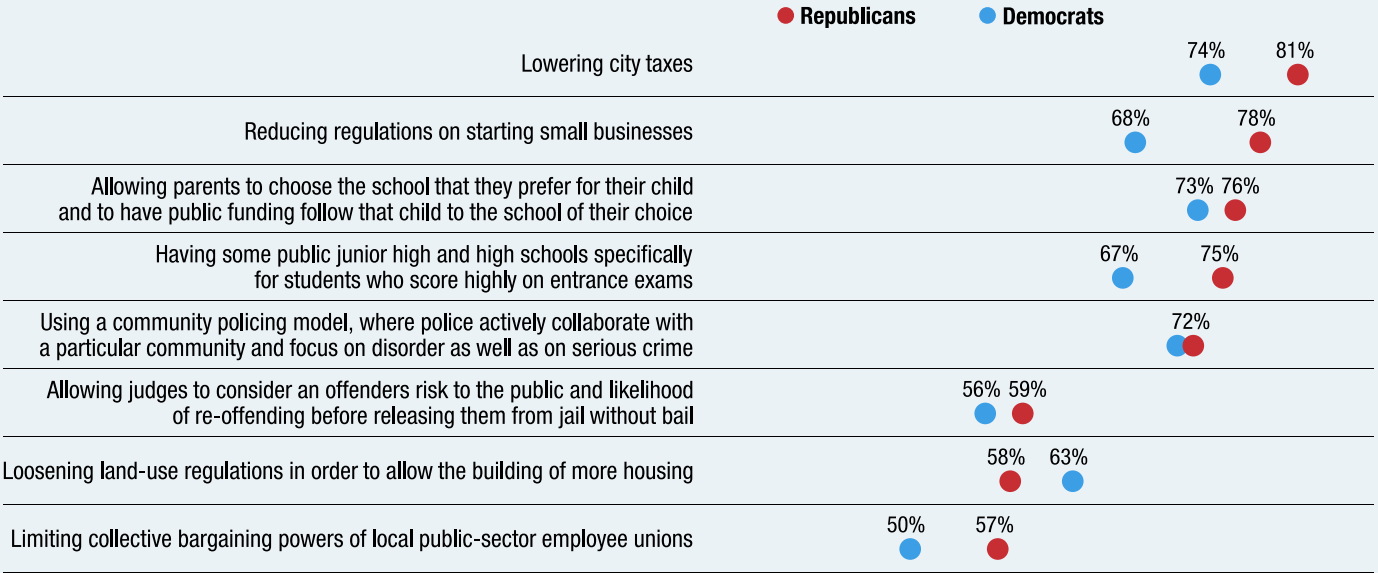 Republicans Democrats
Lowering city taxes
74% 81%
Reducing regulations on starting small businesses
68% 78%
Allowing parents to choose the school that they prefer for their child
and to have public funding follow that child to the school of their choice
73% 76%
Having some public junior high and high schools specifically
for students who score highly on entrance exams
67% 75%
Using a community policing model, where police actively collaborate with
a particular community and focus on disorder as well as on serious crime
72%
Allowing judges to consider an offenders risk to the public and likelihood
of re-offending before releasing them from jail without bail
56% 59%
Loosening land-use regulations in order to allow the building of more housing
58% 63%
Limiting collective bargaining powers of local public-sector employee unions
50% 57%